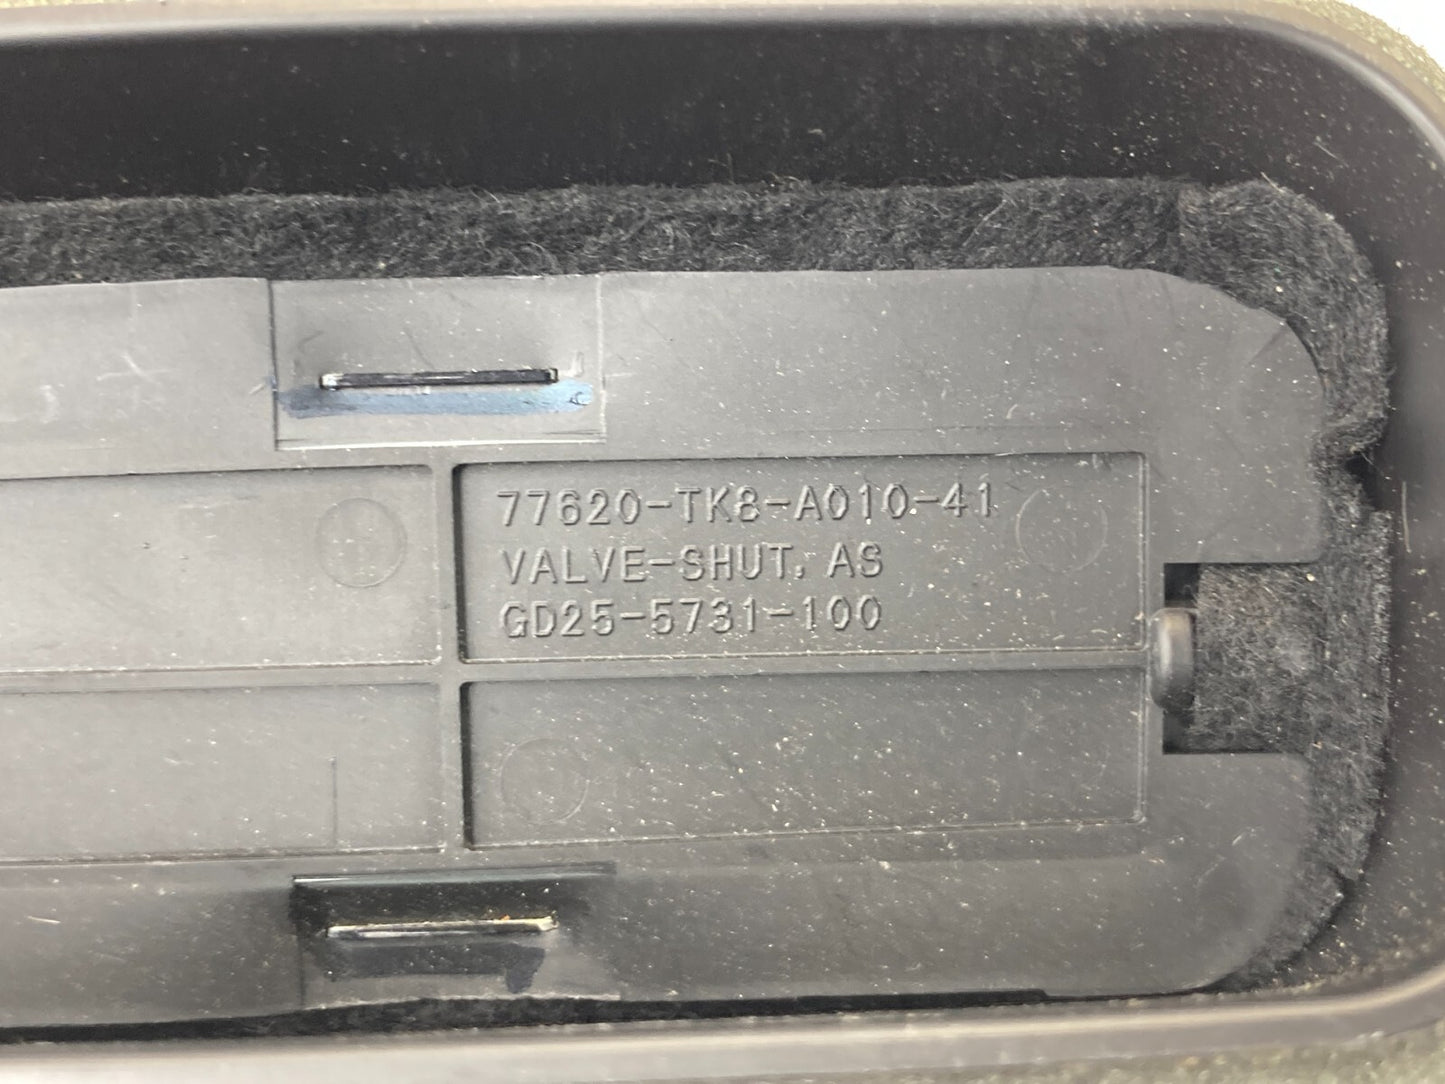 77620-TK8-A010-41
VALVE-SHUT, AS
GD25-5731-100